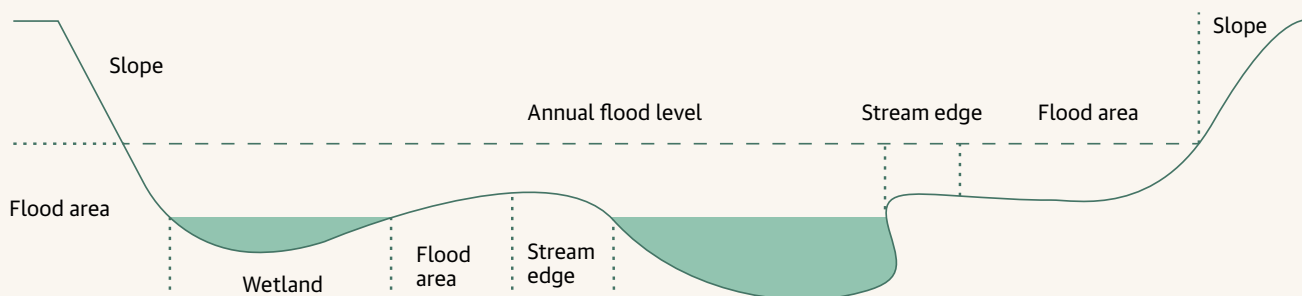 Slope
Slope
Annual flood level
Stream edge
Flood area
Flood area
Wetland
Flood
area
Stream
edge